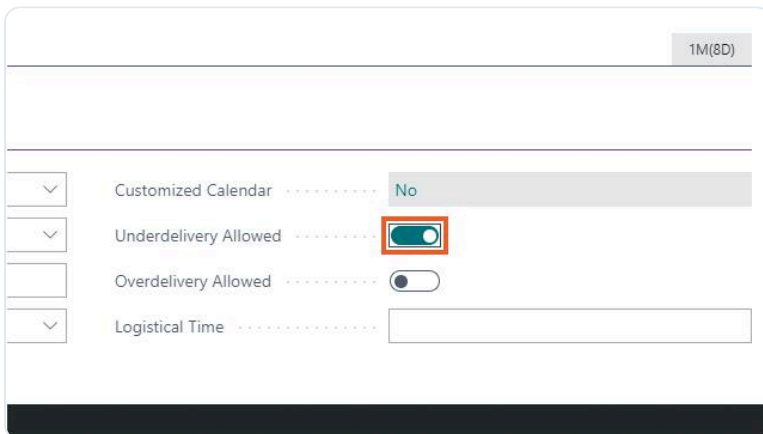 1M(8D)
Customized Calendar No
Underdelivery Allowed
Overdelivery Allowed
Logistical Time